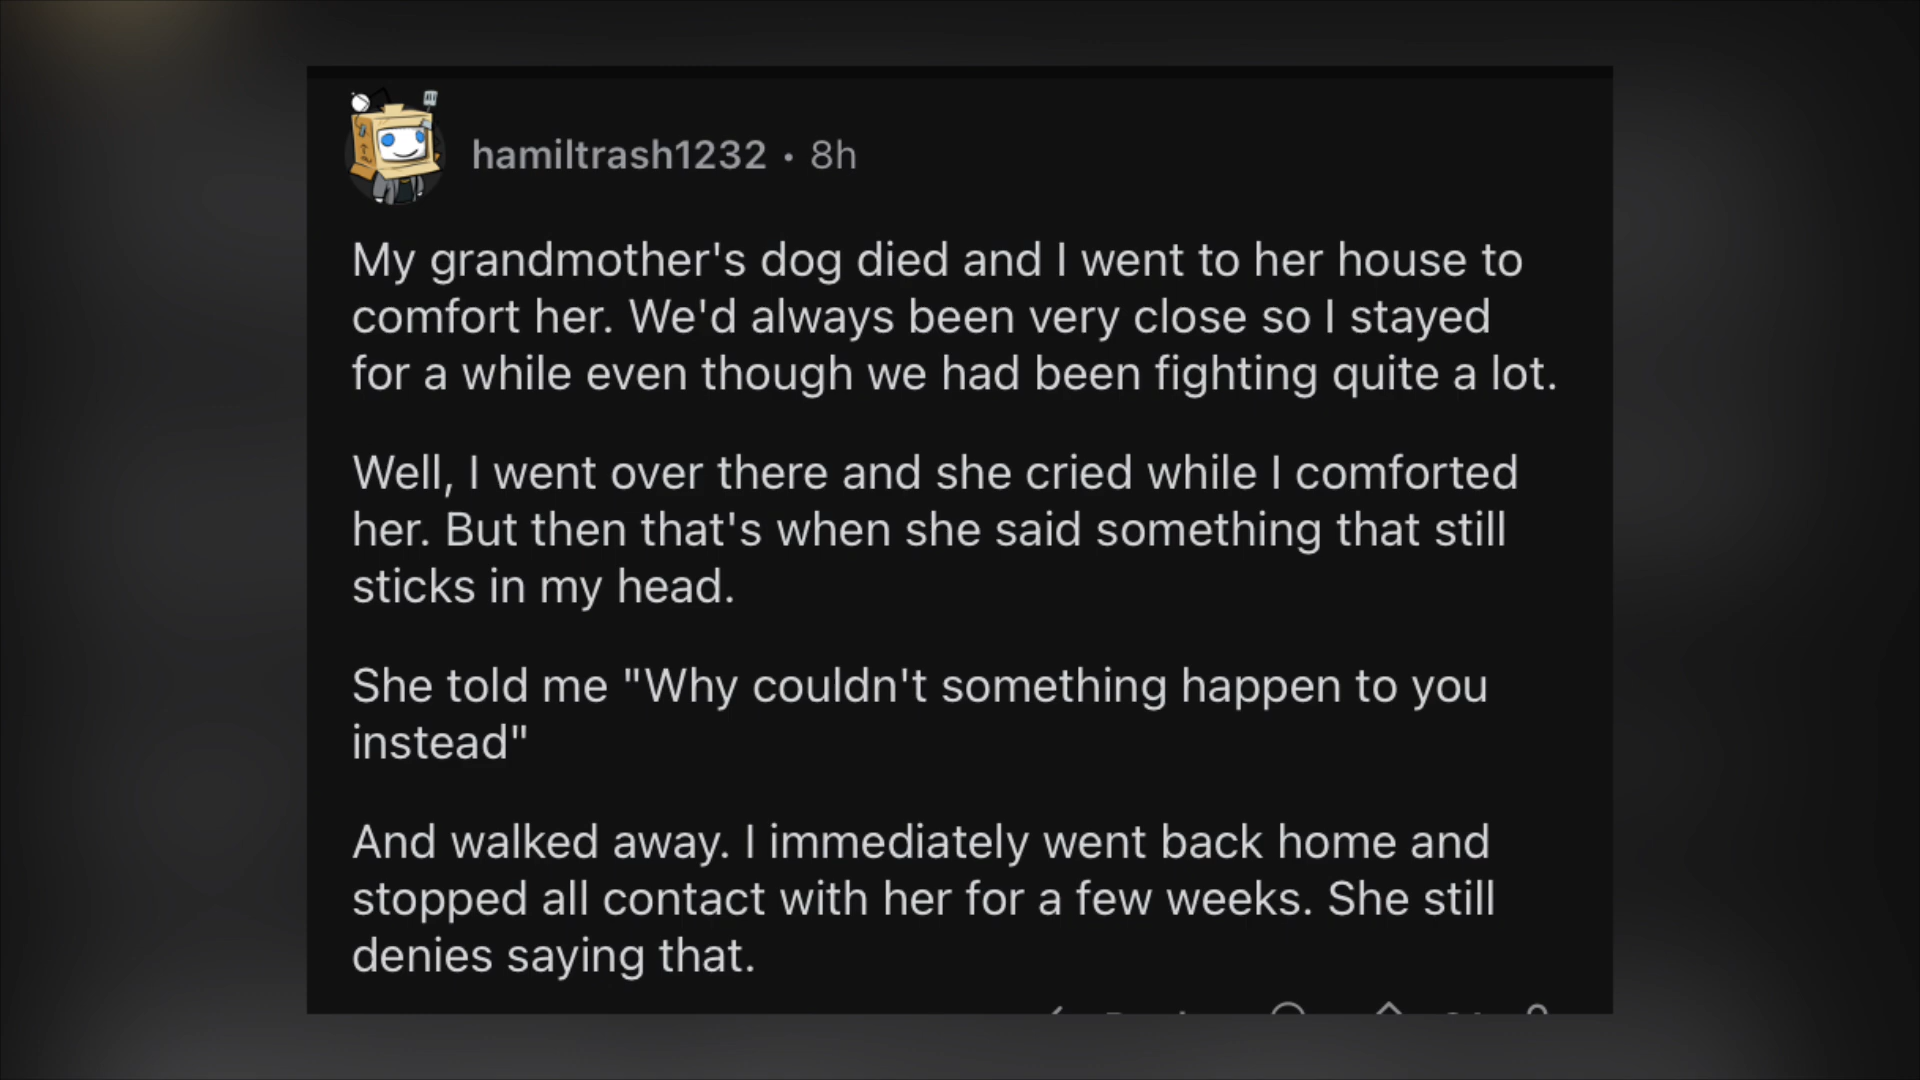 hamiltrash1232 • 8h
My grandmother's dog died and I went to her house to
comfort her. We'd always been very close so I stayed
for a while even though we had been fighting quite a lot.
Well, I went over there and she cried while I comforted
her. But then that's when she said something that still
sticks in my head.
She told me "Why couldn't something happen to you
instead"
And walked away. I immediately went back home and
stopped all contact with her for a few weeks. She still
denies saying that.